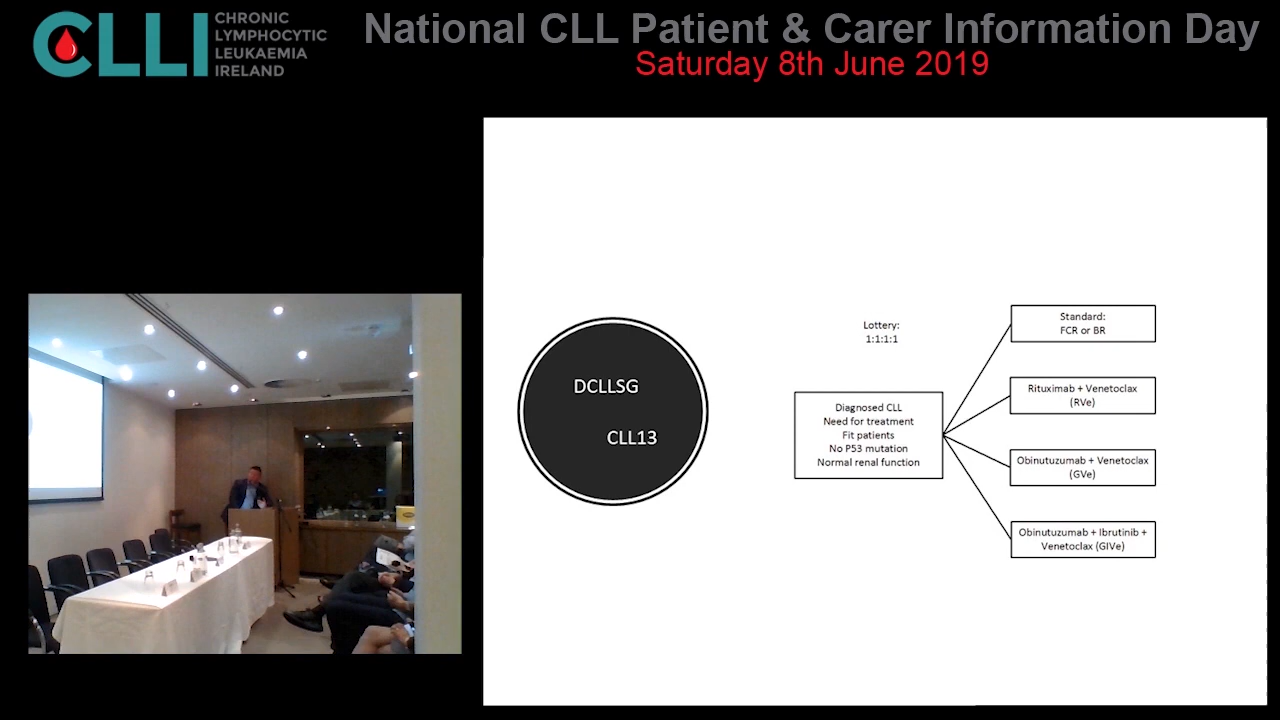 CLLI
CHRONIC
LYMPHOCYTIC
LEUKAEMIA
IRELAND
National CLL Patient & Carer Information Day
Saturday 8th June 2019
DCLLSG
CLL13
Lottery:
1:1:1:1
Diagnosed CLL
Need for treatment
Fit patients
No P53 mutation
Normal renal function
Standard:
FCR or BR
Rituximab + Venetoclax
(RVe)
Obinutuzumab + Venetoclax
(GVe)
Obinutuzumab + Ibrutinib +
Venetoclax (GIVe)